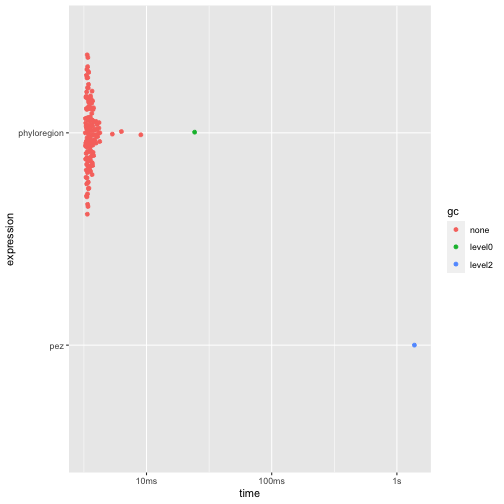 expression
phyloregion
pez
10ms
100ms
1s
time
gc
none
level0
level2